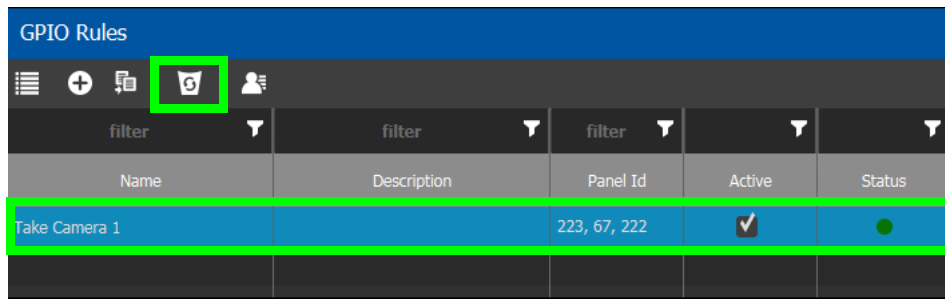 GPIO Rules
filter filter filter
Name Description Panel Id Active Status
Take Camera 1 223, 67, 222